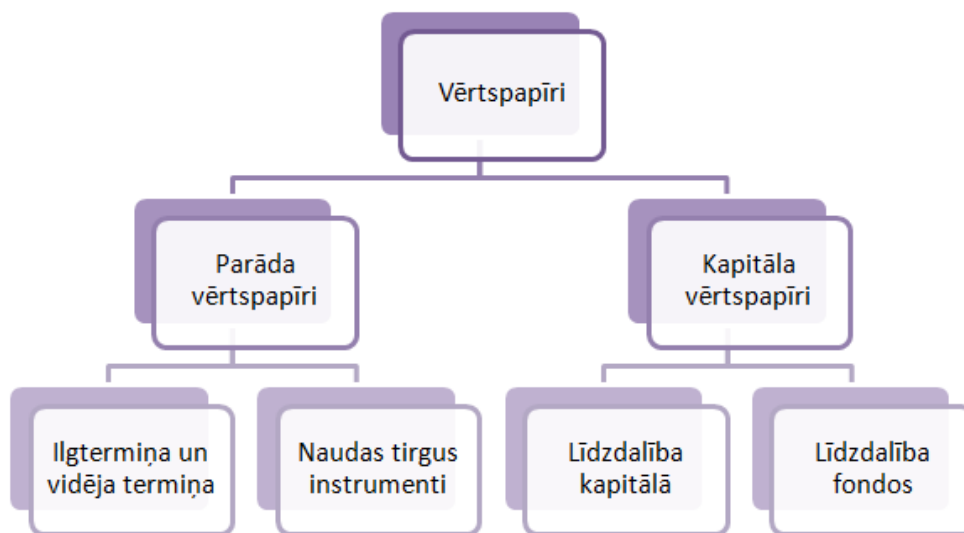 Vērtspapīri
Parāda
vērtspapīri
Kapitāla
vērtspapīri
Ilgtermiņa un
vidēja termiņa
Naudas tirgus
instrumenti
Līdzdalība
kapitālā
Līdzdalība
fondos